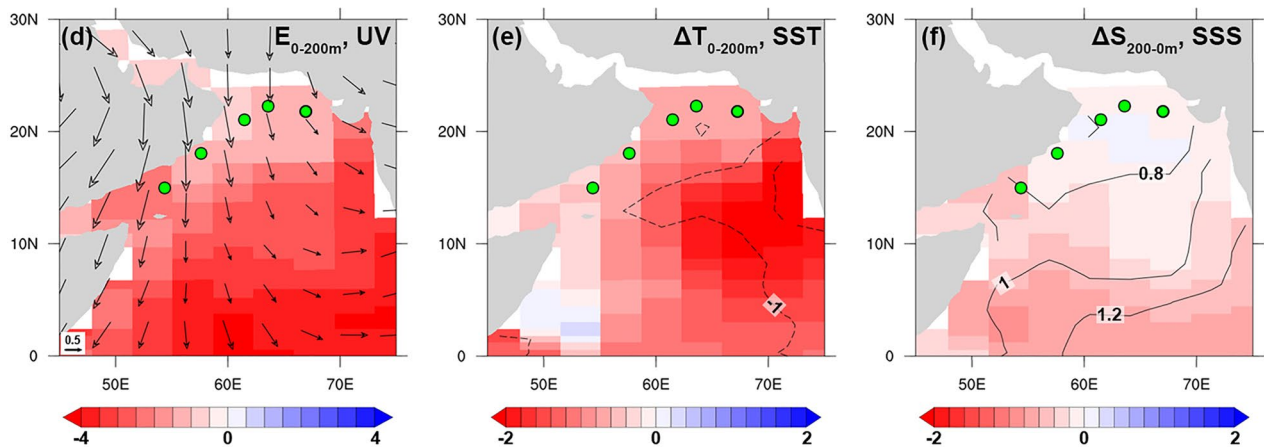 (d) E0-200m, UV
30N
20N
10N
0
0.5
50E 60E 70E
-4 0 4
(e) ΔT0-200m, SST
30N
20N
10N
0
-1
50E 60E 70E
-2 0 2
(f) ΔS200-0m, SSS
30N
20N
10N
0
0.8
1
1.2
50E 60E 70E
-2 0 2